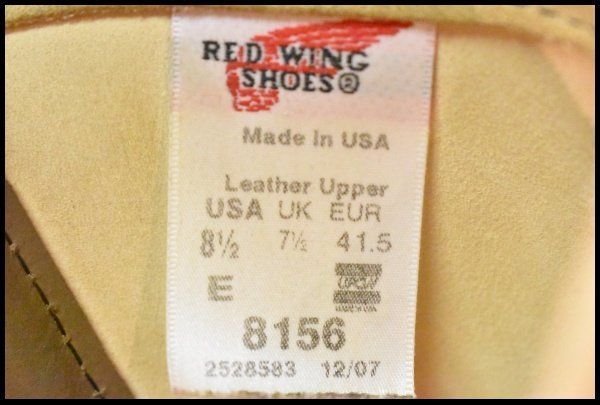 RED WING
SHOES®
Made In USA
Leather Upper
USA UK EUR
8½ 7½ 41.5
E
UFCW
8156
2528583 12/07